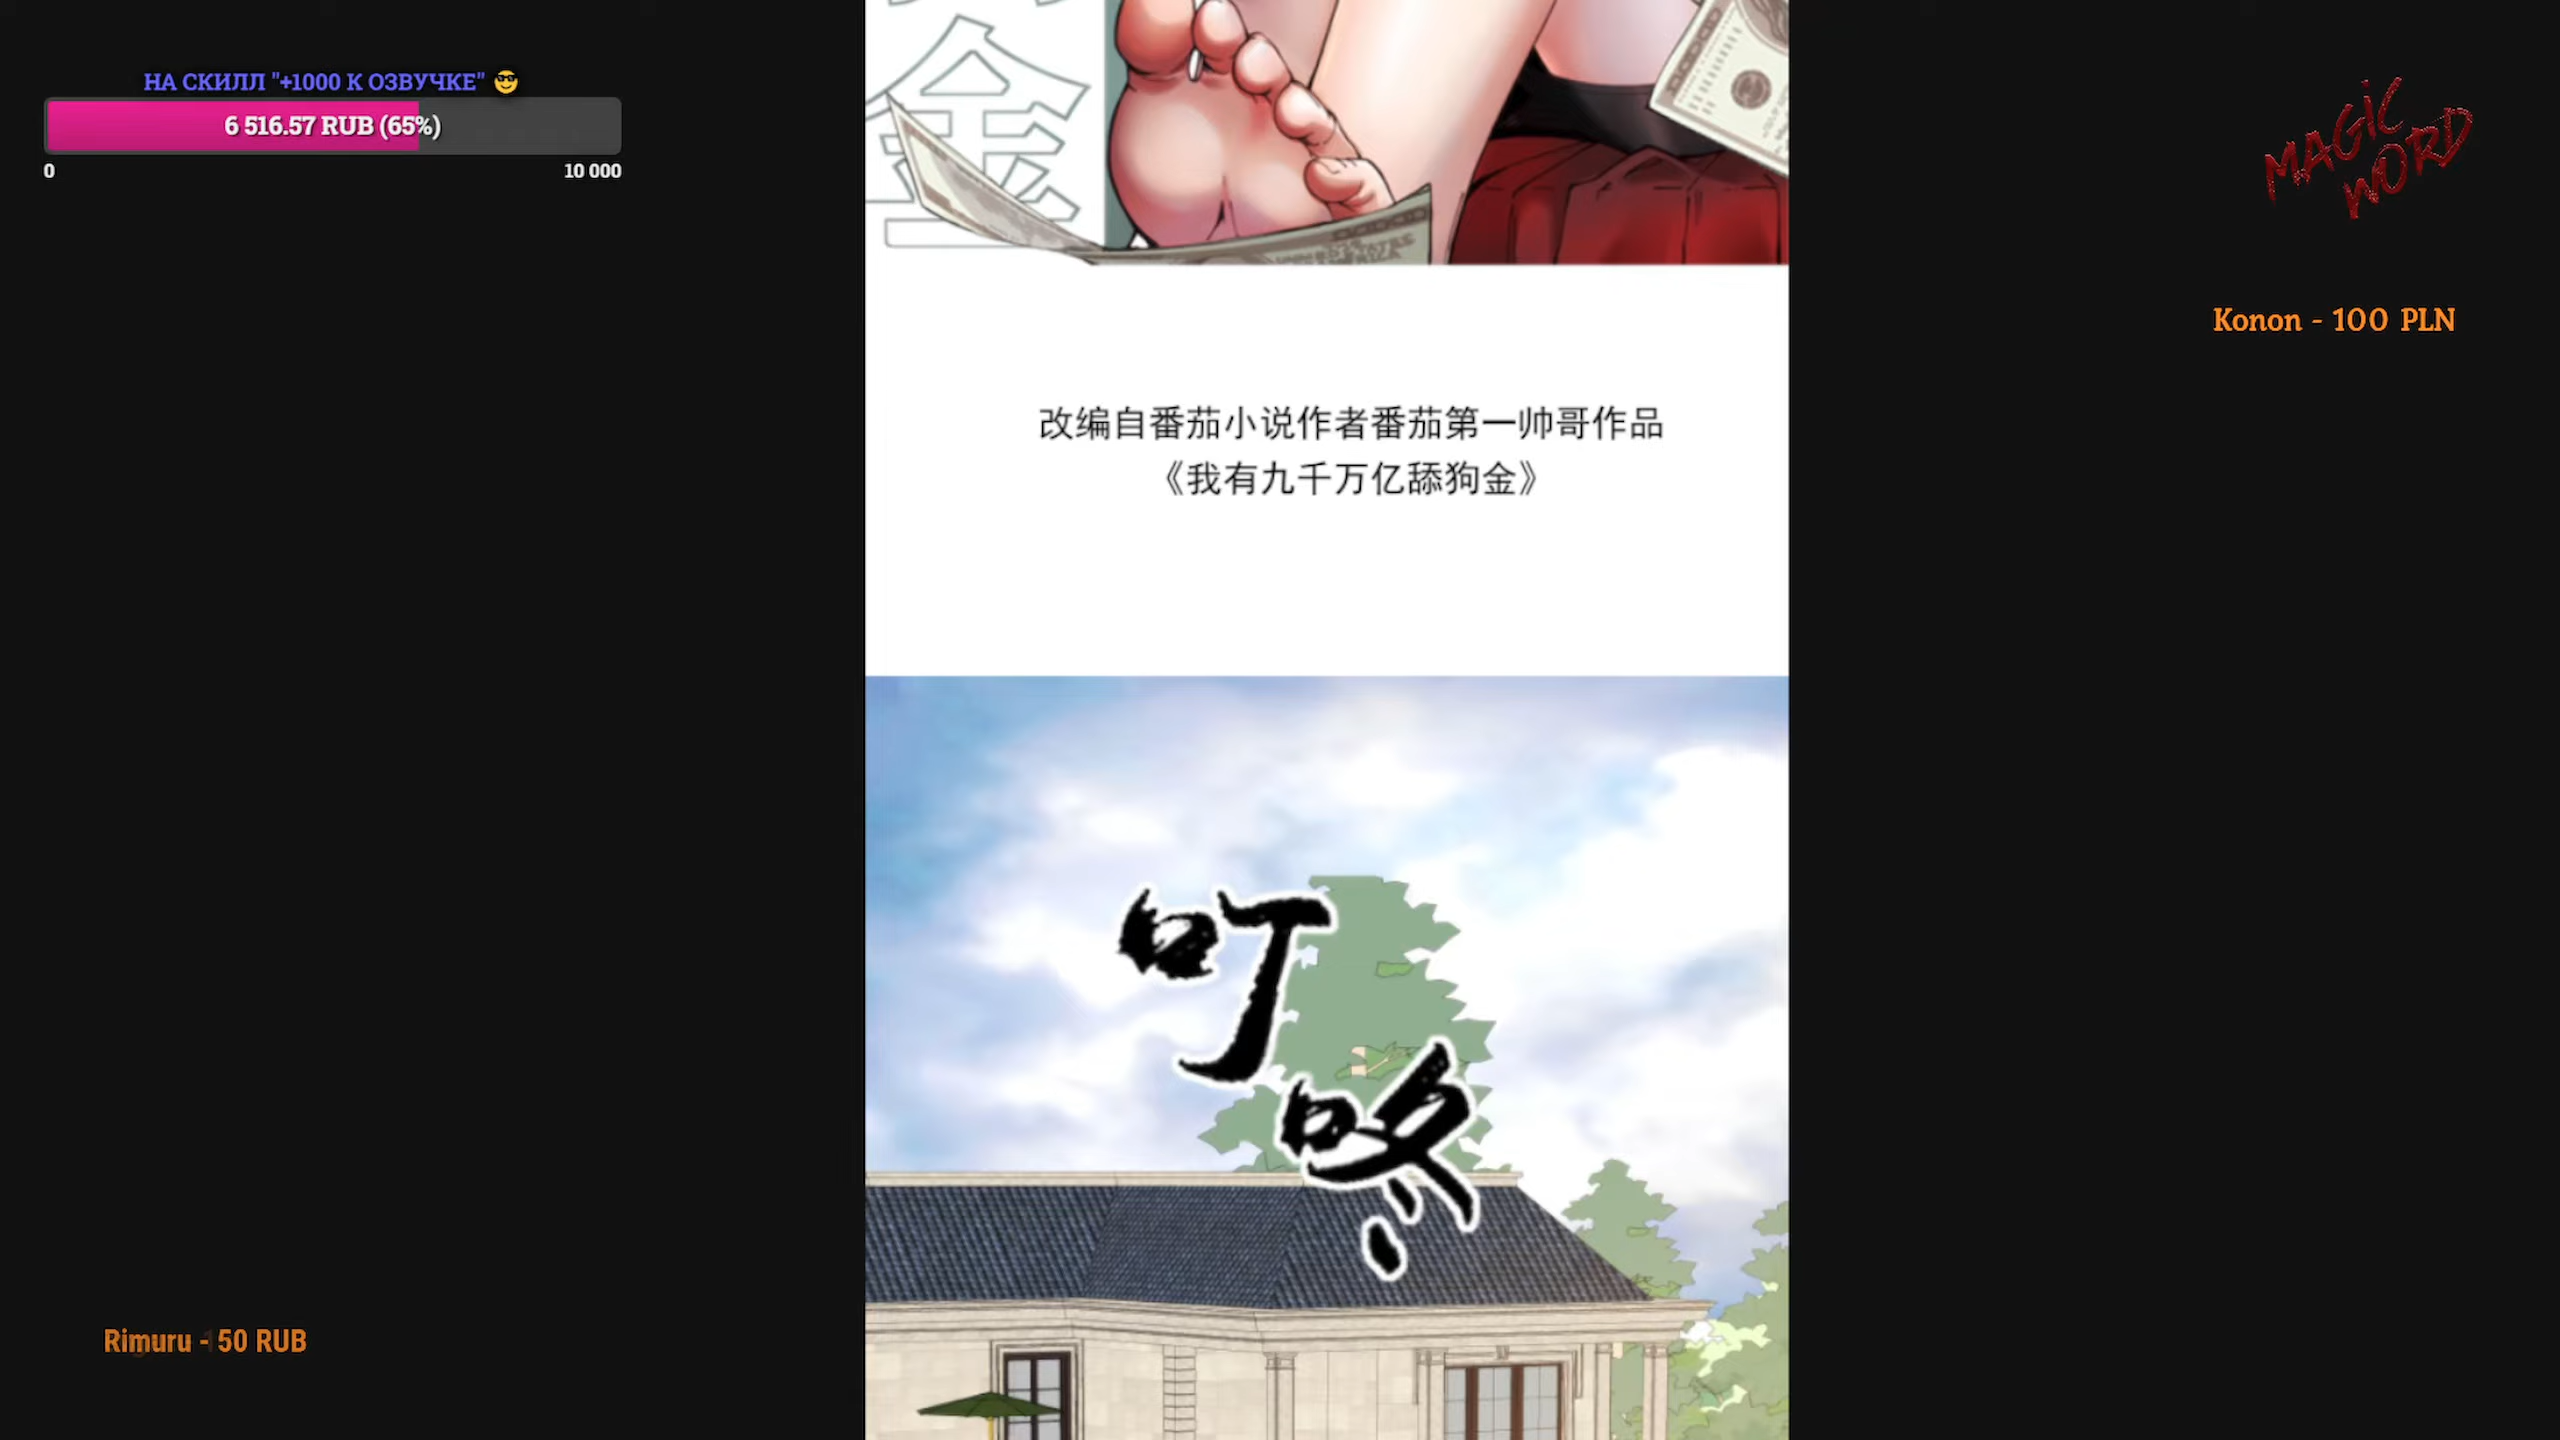 НА СКИЛЛ "+1000 К ОЗВУЧКЕ" 😎
6 516.57 RUB (65%)
0
10 000
MAGIC
WORD
Konon - 100 PLN
金
改编自番茄小说作者番茄第一帅哥作品
《我有九千万亿舔狗金》
叮
咚
Rimuru - 50 RUB